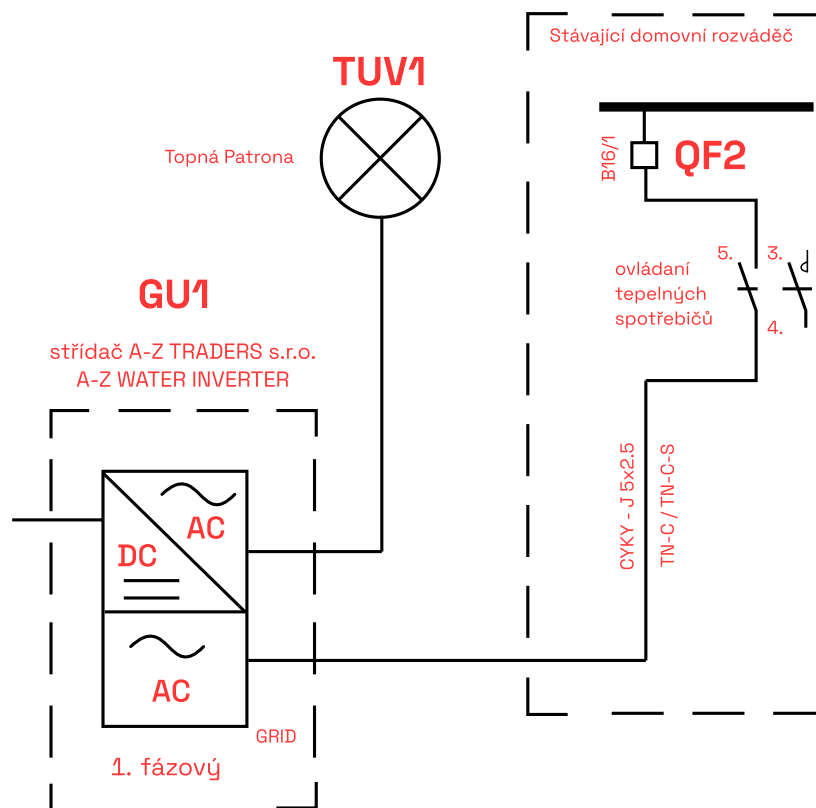 Stávající domovní rozváděč
TUV1
Topná Patrona
B16/1
QF2
5.
3.
ovládaní
tepelných
spotřebičů
4.
GU1
střídač A-Z TRADERS s.r.o.
A-Z WATER INVERTER
CYKY - J 5x2.5
TN-C / TN-C-S
AC
DC
AC
GRID
1. fázový